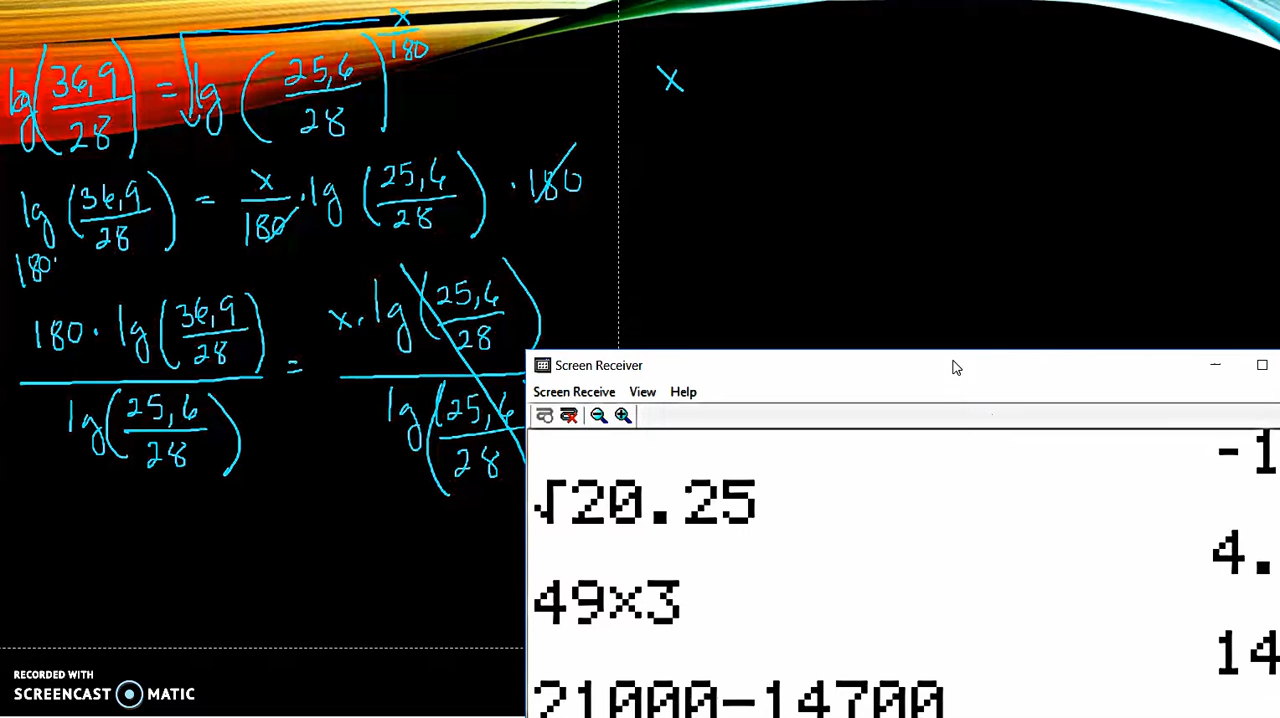 lg(36,9/28) = lg(25,6/28)^x/180
x
lg(36,9/28) = x/180 · lg(25,6/28) · 180
180·
180 · lg(36,9/28) / lg(25,6/28) = x · lg(25,6/28) / lg(25,6/28)
Screen Receiver
Screen Receive View Help
-1
√20.25
4.
49×3
14
21000-14700
RECORDED WITH
SCREENCAST MATIC